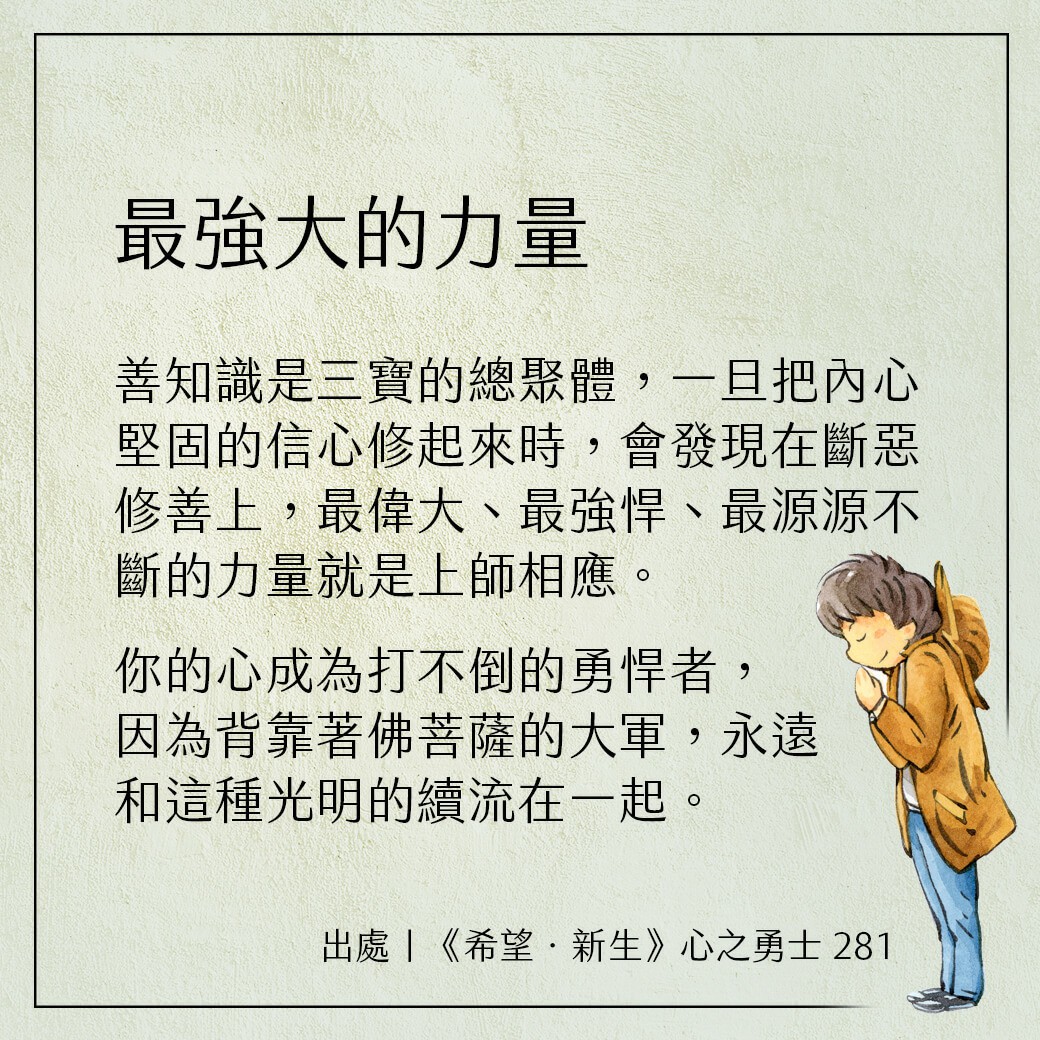 最強大的力量
善知識是三寶的總聚體，一旦把內心
堅固的信心修起來時，會發現在斷惡
修善上，最偉大、最強悍、最源源不
斷的力量就是上師相應。
你的心成為打不倒的勇悍者，
因為背靠著佛菩薩的大軍，永遠
和這種光明的續流在一起。
出處｜《希望．新生》心之勇士 281